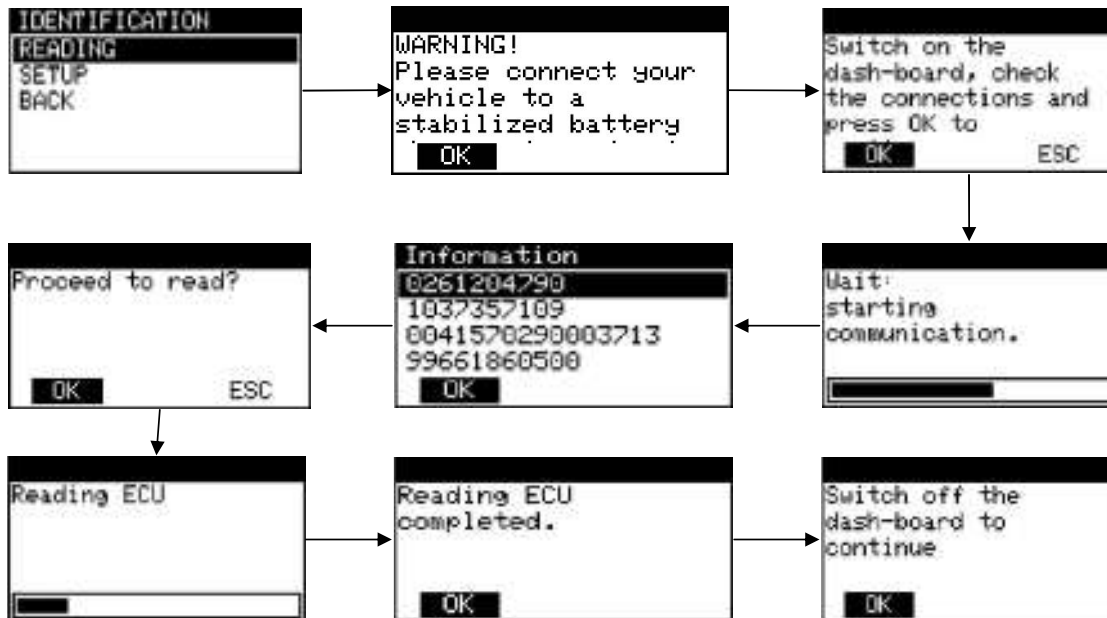 IDENTIFICATION
READING
SETUP
BACK
WARNING!
Please connect your
vehicle to a
stabilized battery
OK
Switch on the
dash-board, check
the connections and
press OK to
OK ESC
Wait:
starting
communication.
Information
0261204790
1037357109
0041570290003713
99661860500
OK
Proceed to read?
OK ESC
Reading ECU
Reading ECU
completed.
OK
Switch off the
dash-board to
continue
OK